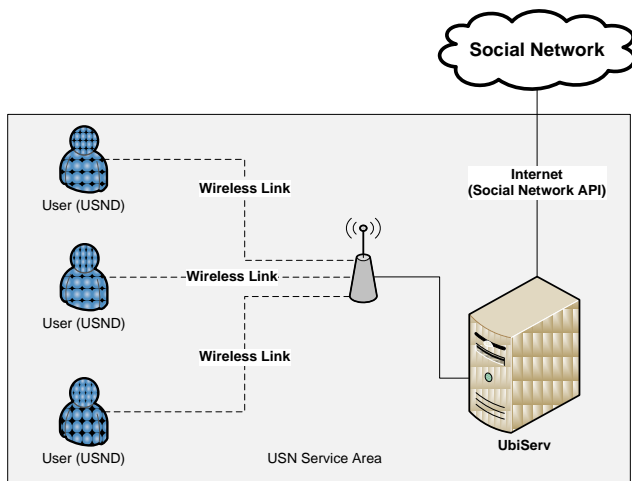 Social Network
Internet
(Social Network API)
User (USND)
Wireless Link
User (USND)
Wireless Link
User (USND)
Wireless Link
UbiServ
USN Service Area